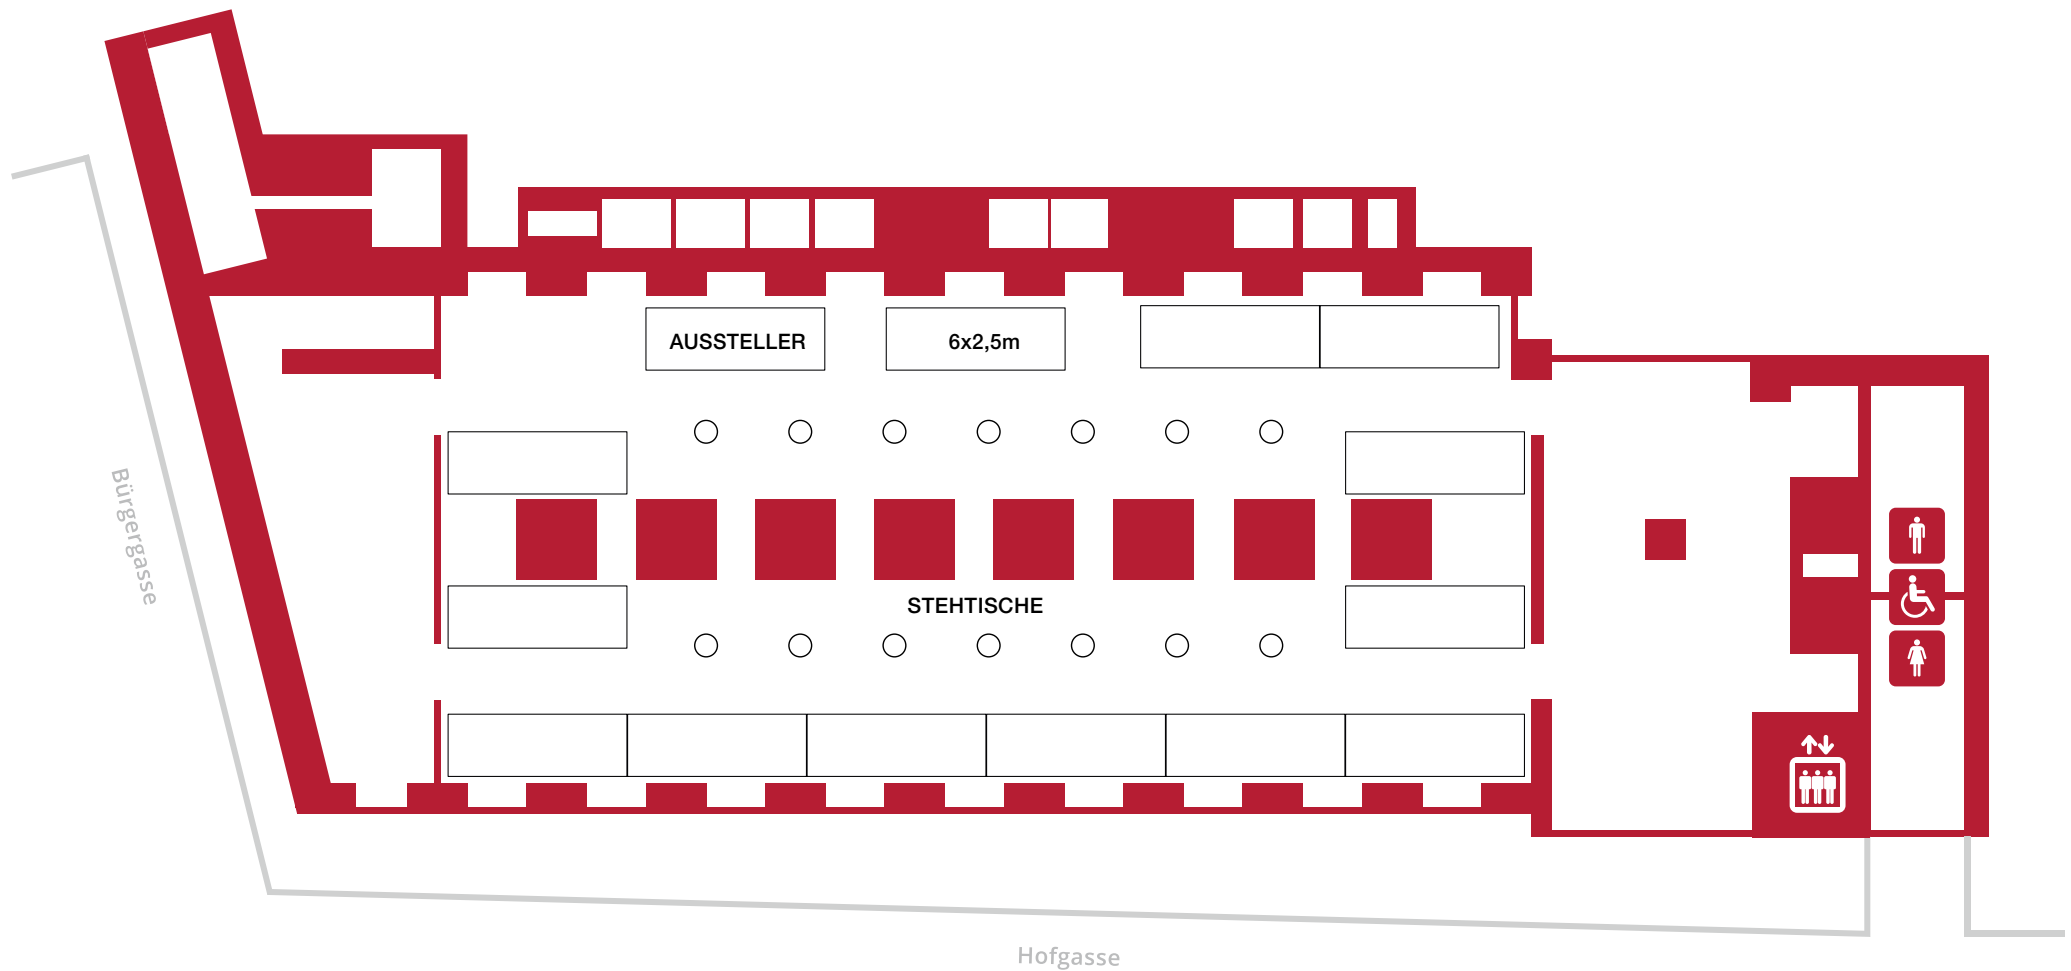 AUSSTELLER
6x2,5m
Bürgergasse
STEHTISCHE
Hofgasse